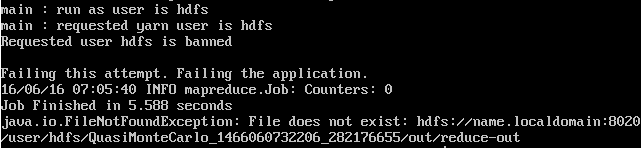 main : run as user is hdfs
main : requested yarn user is hdfs
Requested user hdfs is banned
Failing this attempt. Failing the application.
16/06/16 07:05:40 INFO mapreduce.Job: Counters: 0
Job Finished in 5.588 seconds
java.io.FileNotFoundException: File does not exist: hdfs://name.localdomain:8020
/user/hdfs/QuasiMonteCarlo_1466060732206_282176655/out/reduce-out